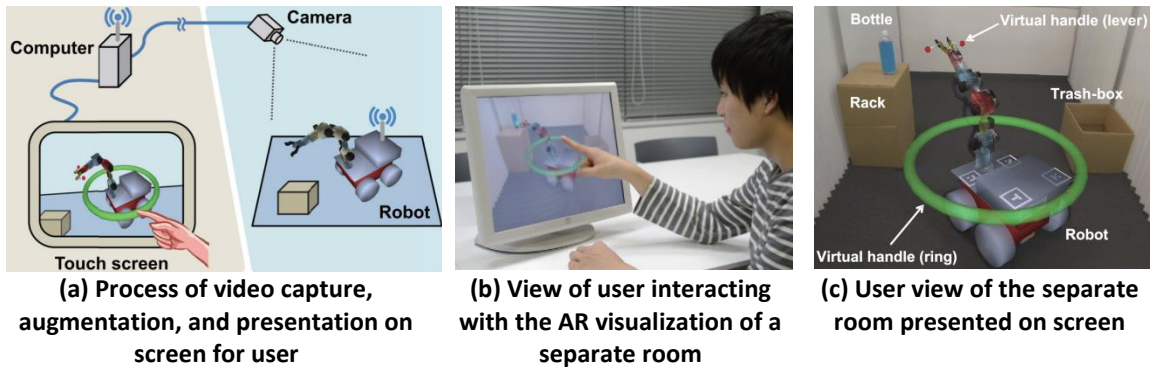 Computer
Camera
Robot
Touch screen
(a) Process of video capture,
augmentation, and presentation on
screen for user
(b) View of user interacting
with the AR visualization of a
separate room
Bottle
Virtual handle (lever)
Rack
Trash-box
Robot
Virtual handle (ring)
(c) User view of the separate
room presented on screen